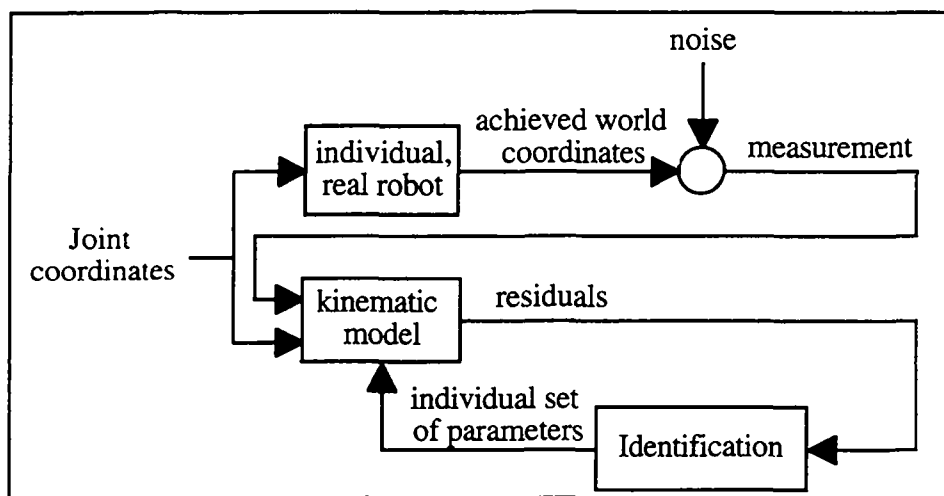 noise
achieved world
coordinates
measurement
individual,
real robot
Joint
coordinates
kinematic
model
residuals
individual set
of parameters
Identification